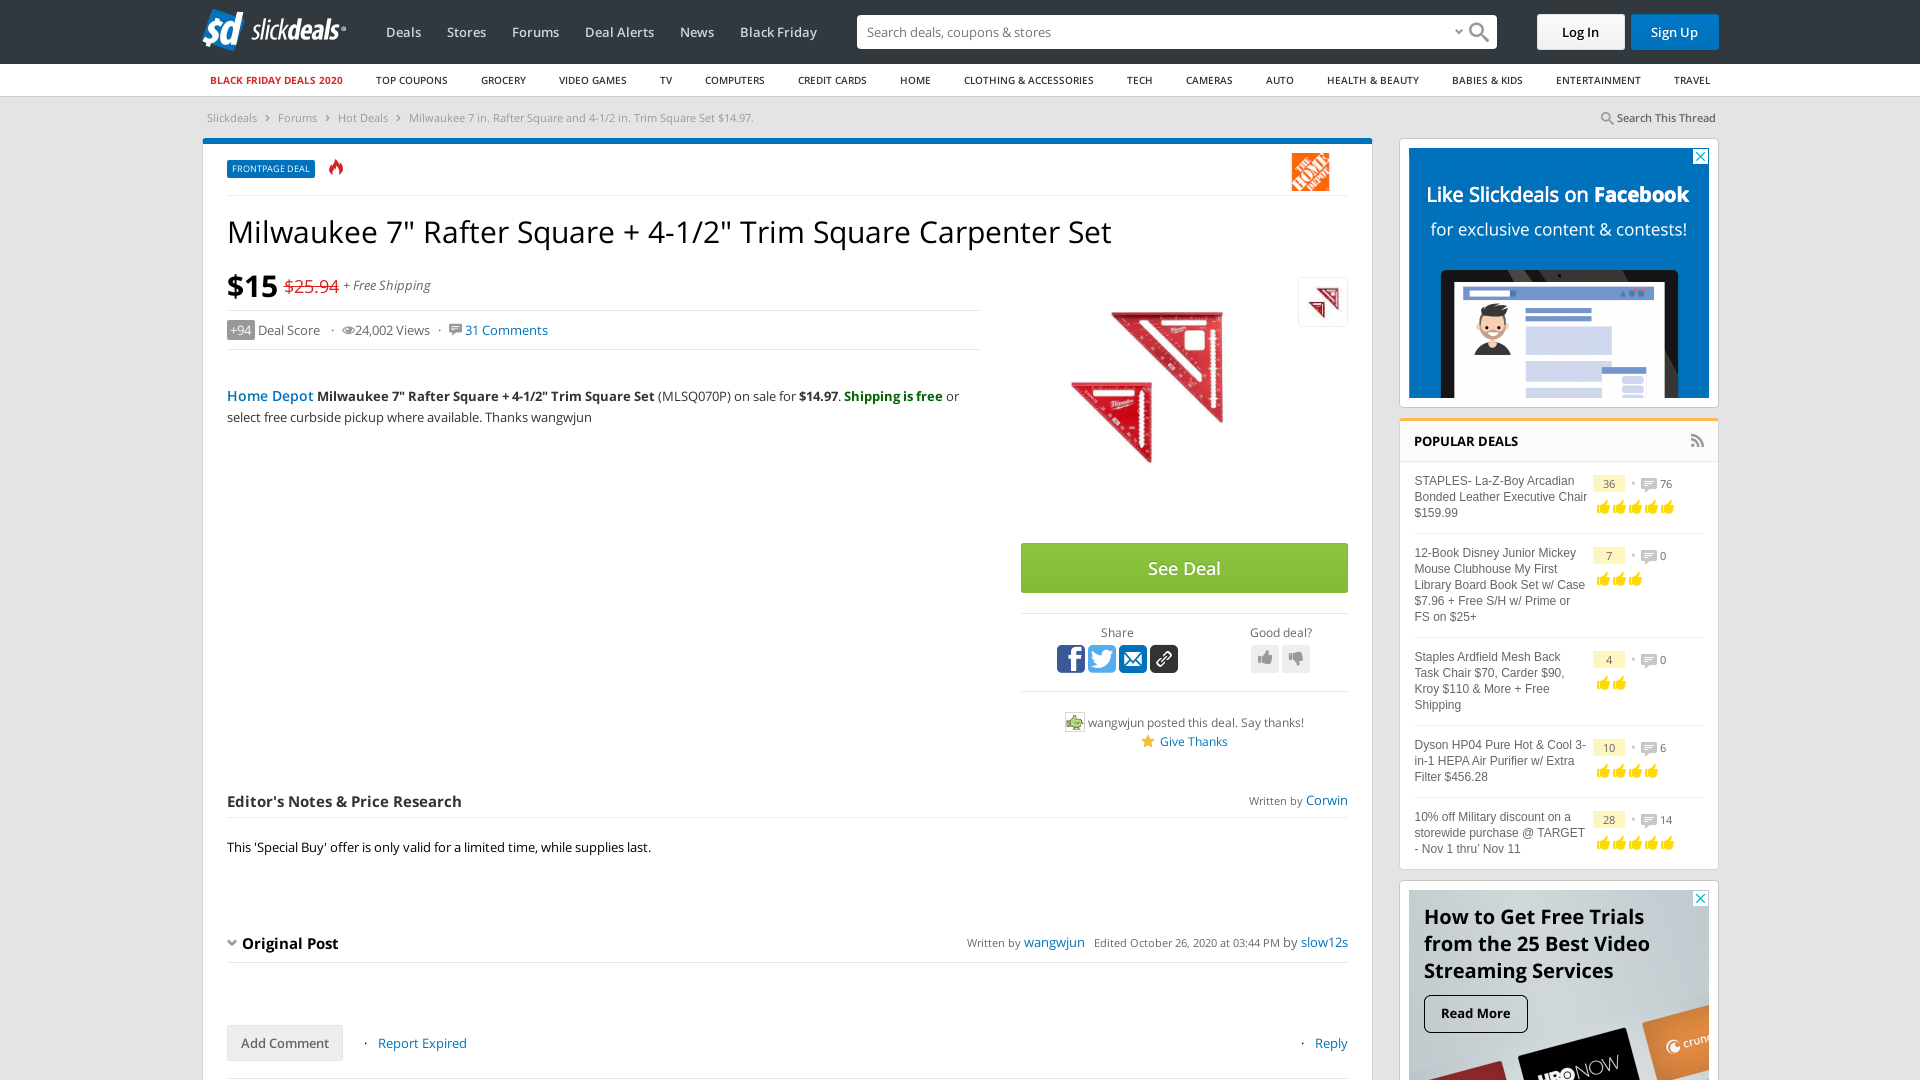 sd slickdeals
Deals Stores Forums Deal Alerts News Black Friday
Search deals, coupons & stores
Log In
Sign Up
BLACK FRIDAY DEALS 2020 TOP COUPONS GROCERY VIDEO GAMES TV COMPUTERS CREDIT CARDS HOME CLOTHING & ACCESSORIES TECH CAMERAS AUTO HEALTH & BEAUTY BABIES & KIDS ENTERTAINMENT TRAVEL
Slickdeals › Forums › Hot Deals › Milwaukee 7 in. Rafter Square and 4-1/2 in. Trim Square Set $14.97.
Search This Thread
FRONTPAGE DEAL
THE HOME DEPOT
Milwaukee 7" Rafter Square + 4-1/2" Trim Square Carpenter Set
$15 $25.94 + Free Shipping
+94 Deal Score · 24,002 Views · 31 Comments
Home Depot Milwaukee 7" Rafter Square + 4-1/2" Trim Square Set (MLSQ070P) on sale for $14.97. Shipping is free or
select free curbside pickup where available. Thanks wangwjun
See Deal
Share
Good deal?
wangwjun posted this deal. Say thanks!
Give Thanks
Editor's Notes & Price Research
Written by Corwin
This 'Special Buy' offer is only valid for a limited time, while supplies last.
Original Post
Written by wangwjun Edited October 26, 2020 at 03:44 PM by slow12s
Add Comment · Report Expired
· Reply
Like Slickdeals on Facebook
for exclusive content & contests!
POPULAR DEALS
STAPLES- La-Z-Boy Arcadian
Bonded Leather Executive Chair
$159.99
36 • 76
12-Book Disney Junior Mickey
Mouse Clubhouse My First
Library Board Book Set w/ Case
$7.96 + Free S/H w/ Prime or
FS on $25+
7 • 0
Staples Ardfield Mesh Back
Task Chair $70, Carder $90,
Kroy $110 & More + Free
Shipping
4 • 0
Dyson HP04 Pure Hot & Cool 3-
in-1 HEPA Air Purifier w/ Extra
Filter $456.28
10 • 6
10% off Military discount on a
storewide purchase @ TARGET
- Nov 1 thru' Nov 11
28 • 14
How to Get Free Trials
from the 25 Best Video
Streaming Services
Read More
HBO NOW
crunc